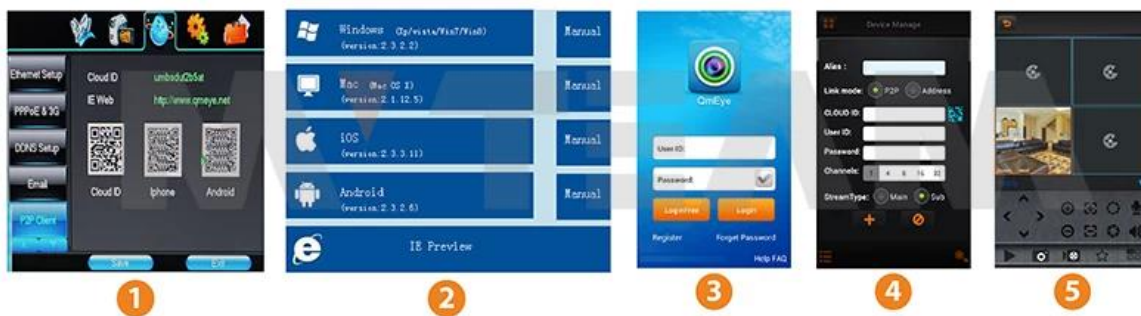 Ethernet Setup
PPPoE & 3G
DDNS Setup
Email
P2P Client
Cloud ID
umbsdut2b5at
IE Web
http://www.qmeye.net
Cloud ID
Iphone
Android
Save
Exit
1
Windows (Xp/vista/Win7/Win8)
(version:2.3.2.2)
Manual
Mac (Mac OS X)
(version:2.1.12.5)
Manual
iOS
(version:2.3.3.11)
Manual
Android
(version:2.3.2.6)
Manual
IE Preview
2
QmEye
User ID:
Password:
LoginFree
Login
Register
Forget Password
Help FAQ
3
Device Manage
Alias :
Link mode:
P2P
Address
CLOUD ID:
User ID:
Password:
Channels:
1 4 8 16 32
StreamType:
Main
Sub
4
5
MVTEAM